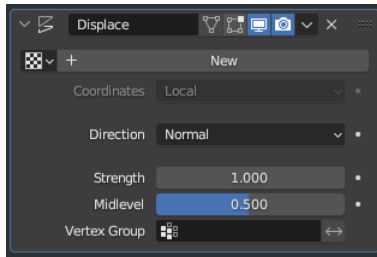 Displace
New
Coordinates Local
Direction Normal
Strength 1.000
Midlevel 0.500
Vertex Group